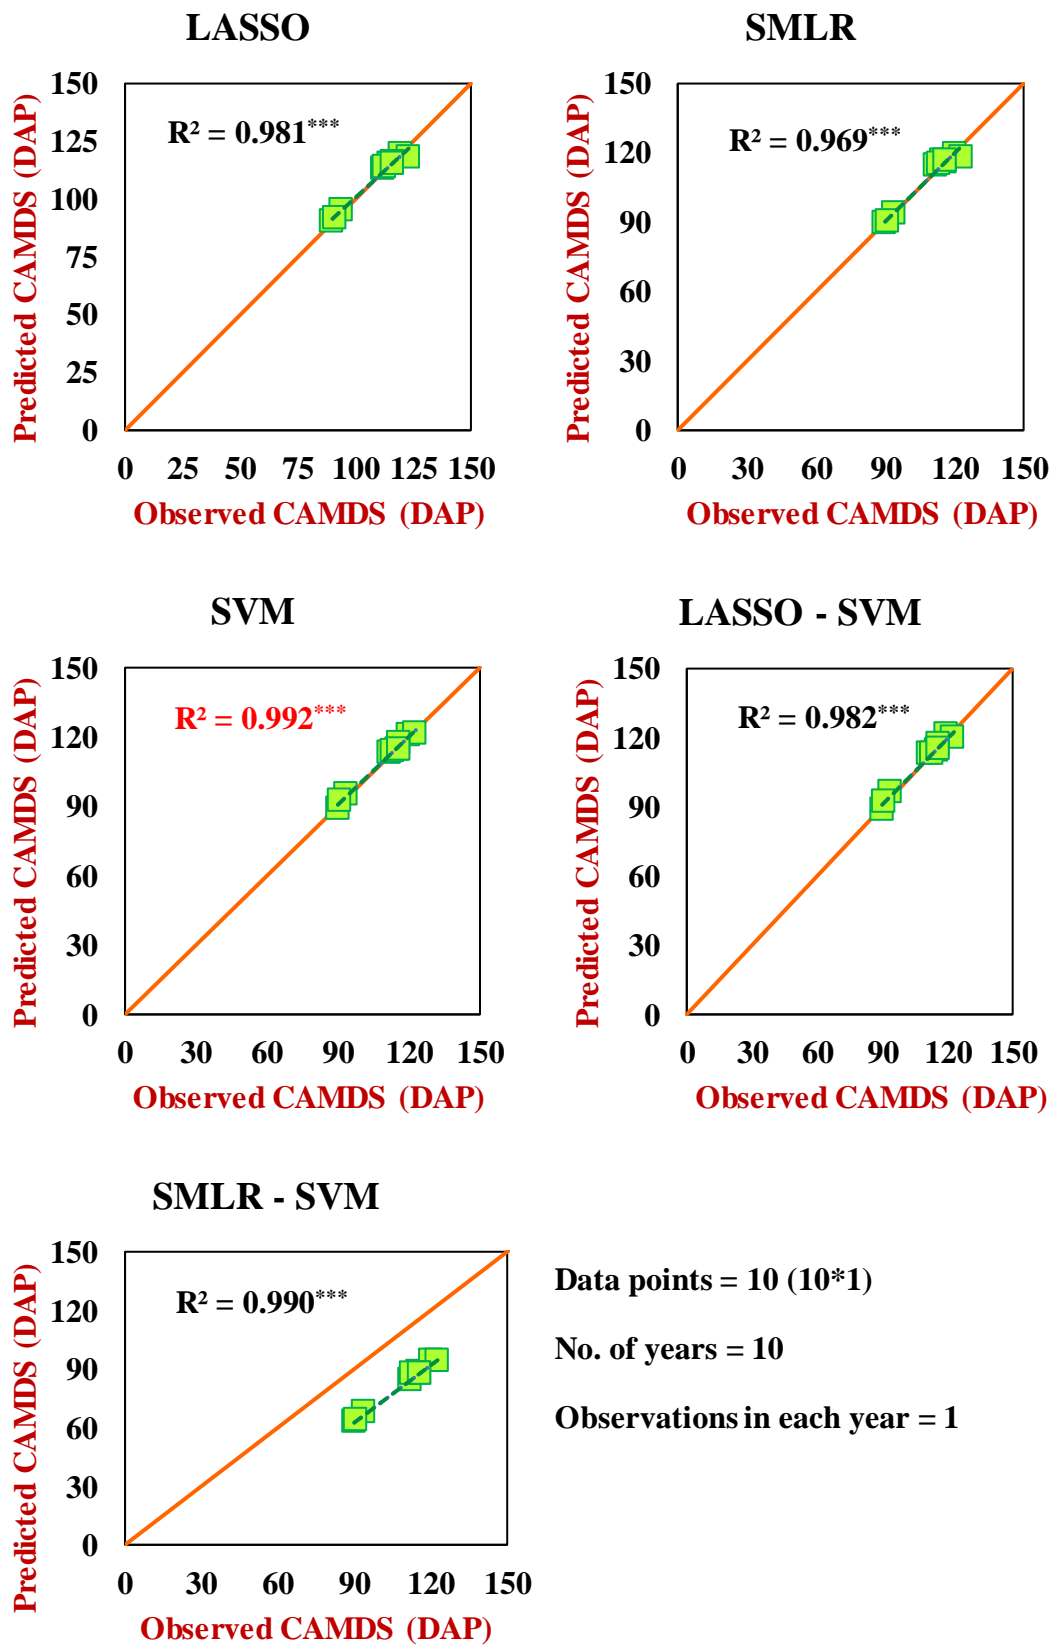 LASSO
Predicted CAMDS (DAP)
150
125
100
75
50
25
0
R² = 0.981***
0 25 50 75 100 125 150
Observed CAMDS (DAP)
SMLR
Predicted CAMDS (DAP)
150
120
90
60
30
0
R² = 0.969***
0 30 60 90 120 150
Observed CAMDS (DAP)
SVM
Predicted CAMDS (DAP)
150
120
90
60
30
0
R² = 0.992***
0 30 60 90 120 150
Observed CAMDS (DAP)
LASSO - SVM
Predicted CAMDS (DAP)
150
120
90
60
30
0
R² = 0.982***
0 30 60 90 120 150
Observed CAMDS (DAP)
SMLR - SVM
Predicted CAMDS (DAP)
150
120
90
60
30
0
R² = 0.990***
0 30 60 90 120 150
Observed CAMDS (DAP)
Data points = 10 (10*1)
No. of years = 10
Observations in each year = 1